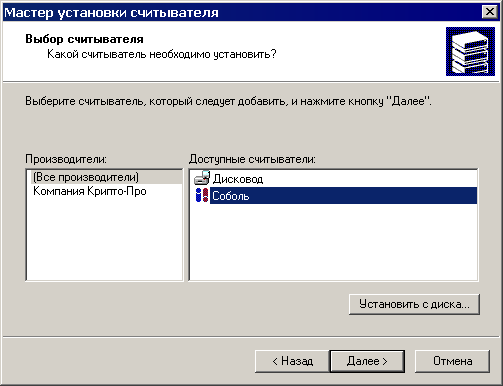 Мастер установки считывателя
Выбор считывателя
Какой считыватель необходимо установить?
Выберите считыватель, который следует добавить, и нажмите кнопку "Далее".
Производители:
(Все производители)
Компания Крипто-Про
Доступные считыватели:
Дисковод
Соболь
Установить с диска...
< Назад
Далее >
Отмена